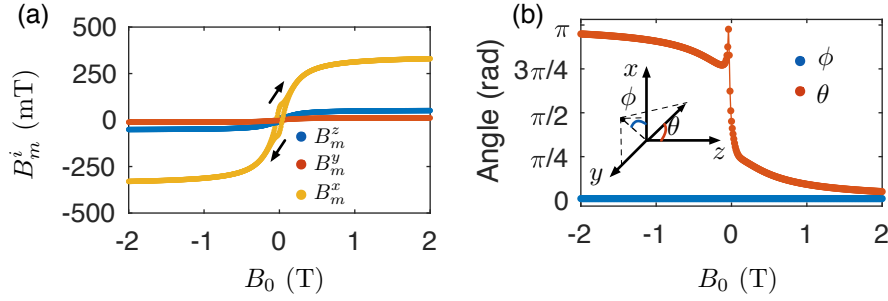 (a)
500
250
0
-250
-500
B_m^i (mT)
B_m^z
B_m^y
B_m^x
-2 -1 0 1 2
B_0 (T)
(b)
π
3π/4
π/2
π/4
0
Angle (rad)
ϕ
θ
x
ϕ
θ
z
y
-2 -1 0 1 2
B_0 (T)